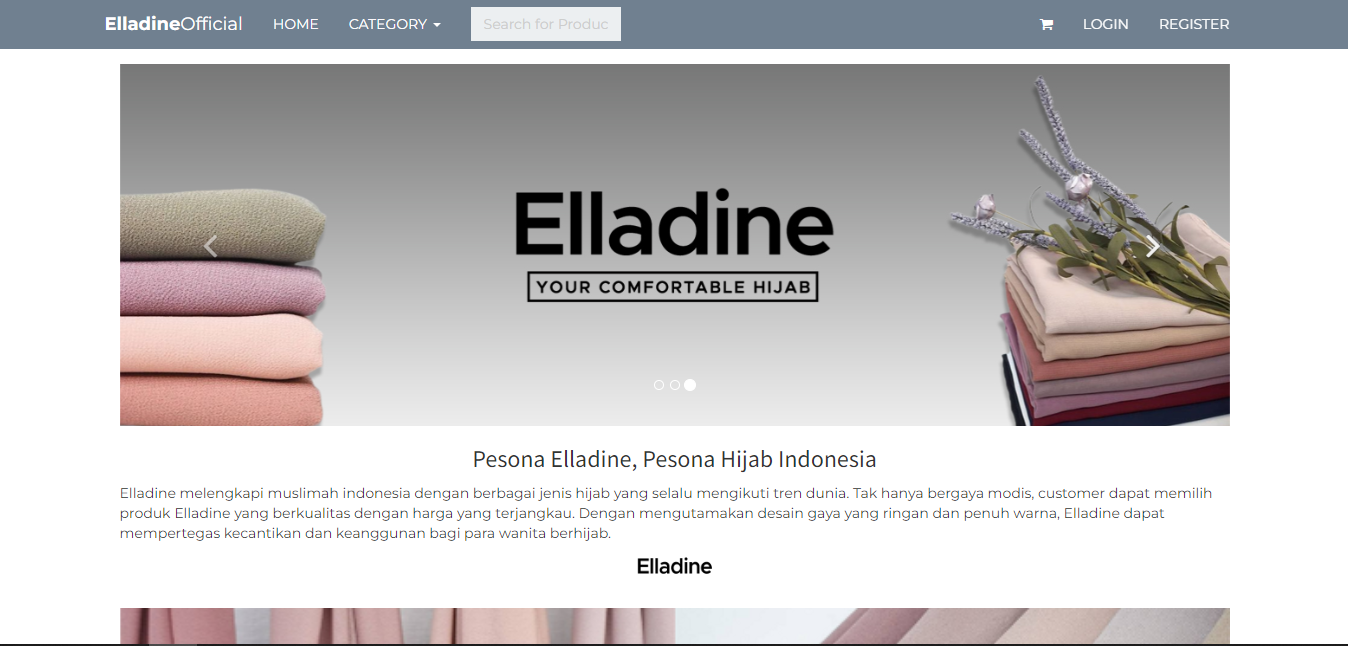 ElladineOfficial HOME CATEGORY Search for Produc LOGIN REGISTER
Elladine
YOUR COMFORTABLE HIJAB
Pesona Elladine, Pesona Hijab Indonesia
Elladine melengkapi muslimah indonesia dengan berbagai jenis hijab yang selalu mengikuti tren dunia. Tak hanya bergaya modis, customer dapat memilih
produk Elladine yang berkualitas dengan harga yang terjangkau. Dengan mengutamakan desain gaya yang ringan dan penuh warna, Elladine dapat
mempertegas kecantikan dan keanggunan bagi para wanita berhijab.
Elladine